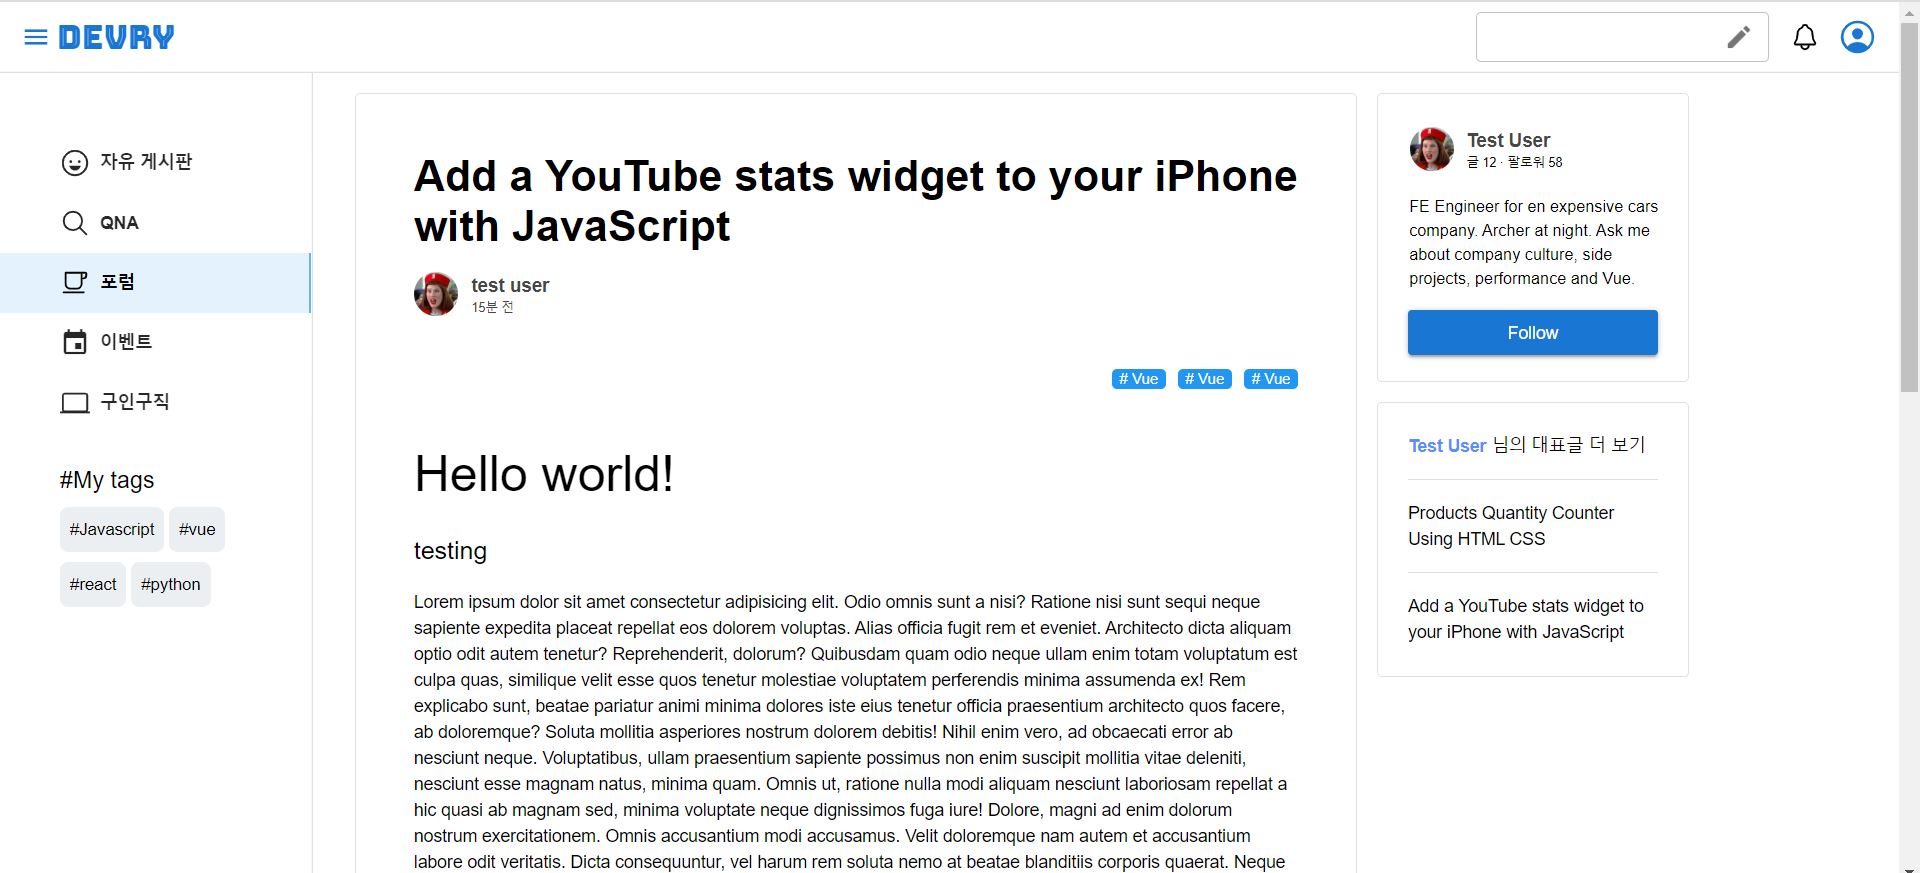 DEVRY
자유 게시판
QNA
포럼
이벤트
구인구직
#My tags
#Javascript #vue
#react #python
Add a YouTube stats widget to your iPhone
with JavaScript
test user
15분 전
# Vue # Vue # Vue
Hello world!
testing
Lorem ipsum dolor sit amet consectetur adipisicing elit. Odio omnis sunt a nisi? Ratione nisi sunt sequi neque
sapiente expedita placeat repellat eos dolorem voluptas. Alias officia fugit rem et eveniet. Architecto dicta aliquam
optio odit autem tenetur? Reprehenderit, dolorum? Quibusdam quam odio neque ullam enim totam voluptatum est
culpa quas, similique velit esse quos tenetur molestiae voluptatem perferendis minima assumenda ex! Rem
explicabo sunt, beatae pariatur animi minima dolores iste eius tenetur officia praesentium architecto quos facere,
ab doloremque? Soluta mollitia asperiores nostrum dolorem debitis! Nihil enim vero, ad obcaecati error ab
nesciunt neque. Voluptatibus, ullam praesentium sapiente possimus non enim suscipit mollitia vitae deleniti,
nesciunt esse magnam natus, minima quam. Omnis ut, ratione nulla modi aliquam nesciunt laboriosam repellat a
hic quasi ab magnam sed, minima voluptate neque dignissimos fuga iure! Dolore, magni ad enim dolorum
nostrum exercitationem. Omnis accusantium modi accusamus. Velit doloremque nam autem et accusantium
labore odit veritatis. Dicta consequuntur, vel harum rem soluta nemo at beatae blanditiis corporis quaerat. Neque
Test User
글 12 · 팔로워 58
FE Engineer for en expensive cars
company. Archer at night. Ask me
about company culture, side
projects, performance and Vue.
Follow
Test User 님의 대표글 더 보기
Products Quantity Counter
Using HTML CSS
Add a YouTube stats widget to
your iPhone with JavaScript